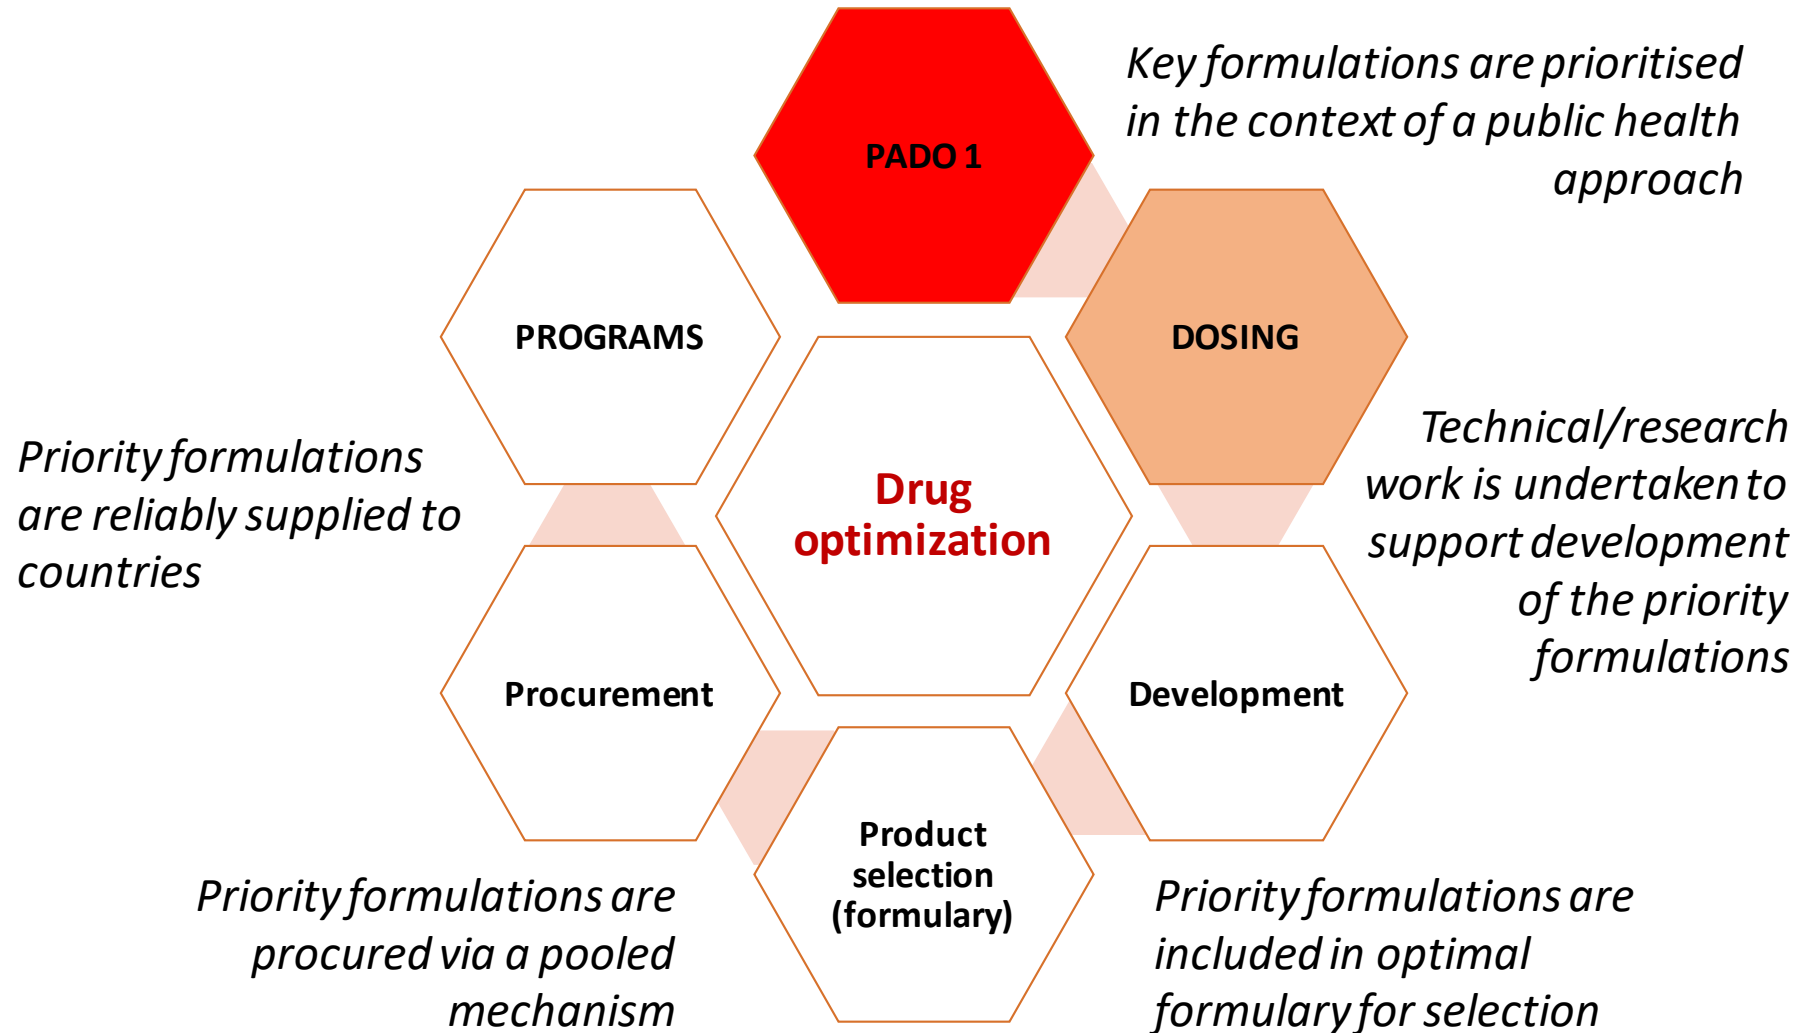 PADO 1
Key formulations are prioritised
in the context of a public health
approach
PROGRAMS
DOSING
Drug
optimization
Technical/research
work is undertaken to
support development
of the priority
formulations
Priority formulations
are reliably supplied to
countries
Procurement
Development
Product
selection
(formulary)
Priority formulations are
procured via a pooled
mechanism
Priority formulations are
included in optimal
formulary for selection